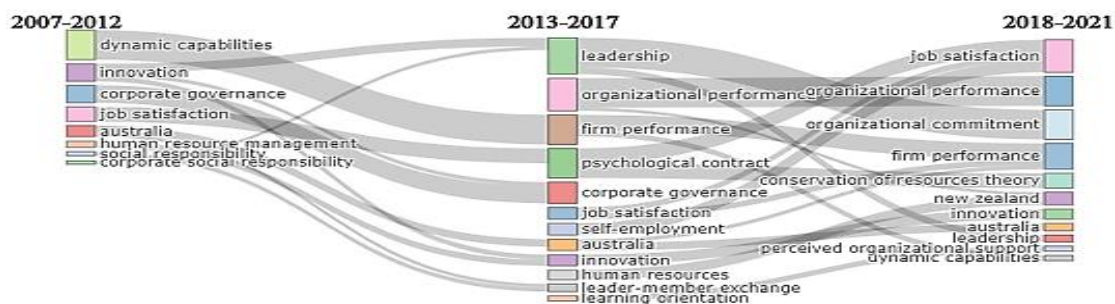 2007–2012
2013–2017
2018–2021
dynamic capabilities
innovation
corporate governance
job satisfaction
australia
human resource management
social responsibility
corporate social responsibility
leadership
organizational performance
firm performance
psychological contract
corporate governance
job satisfaction
self-employment
australia
innovation
human resources
leader-member exchange
learning orientation
job satisfaction
organizational performance
organizational commitment
firm performance
conservation of resources theory
new zealand
innovation
australia
leadership
perceived organizational support
dynamic capabilities